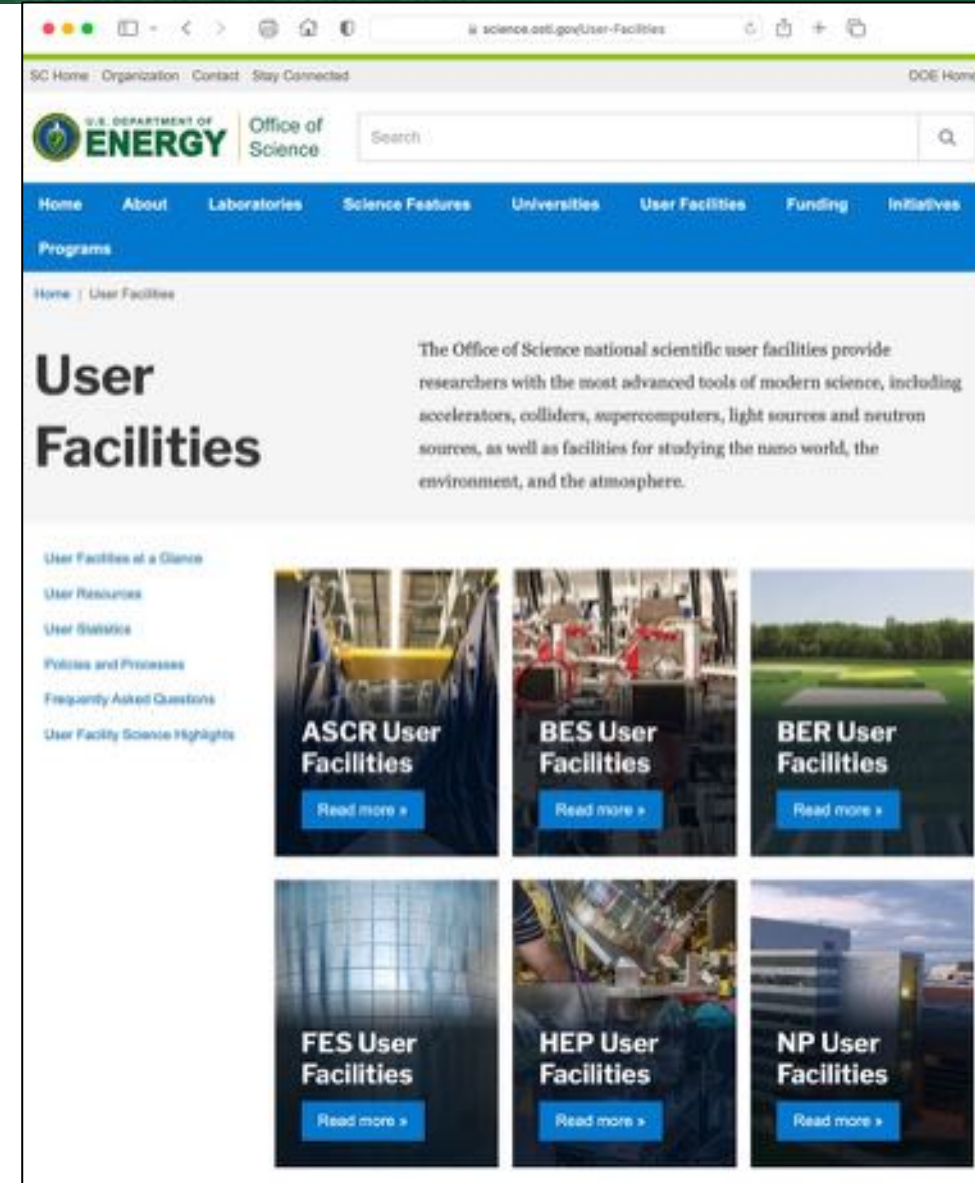 science.osti.gov/User-Facilities
SC Home Organization Contact Stay Connected
DOE Home
U.S. DEPARTMENT OF
ENERGY
Office of
Science
Search
Home About Laboratories Science Features Universities User Facilities Funding Initiatives
Programs
Home | User Facilities
User
Facilities
The Office of Science national scientific user facilities provide
researchers with the most advanced tools of modern science, including
accelerators, colliders, supercomputers, light sources and neutron
sources, as well as facilities for studying the nano world, the
environment, and the atmosphere.
User Facilities at a Glance
User Resources
User Statistics
Policies and Processes
Frequently Asked Questions
User Facility Science Highlights
ASCR User
Facilities
Read more »
BES User
Facilities
Read more »
BER User
Facilities
Read more »
FES User
Facilities
Read more »
HEP User
Facilities
Read more »
NP User
Facilities
Read more »